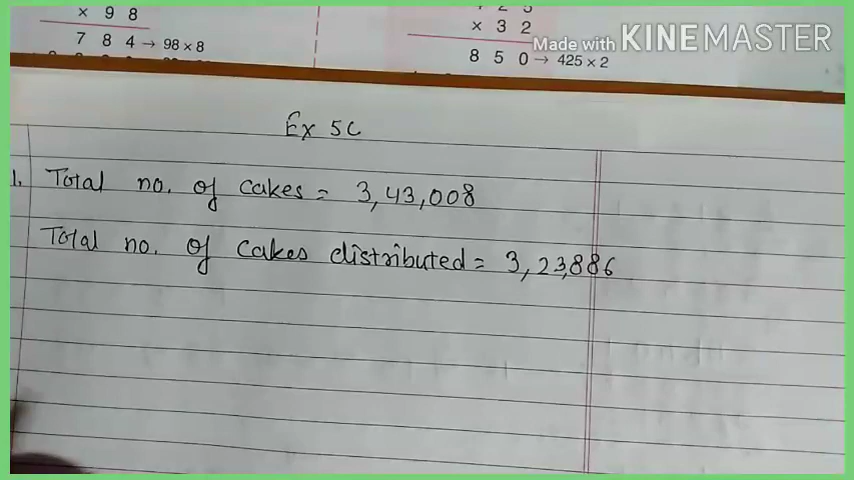 × 9 8
7 8 4 → 98 × 8
× 3 2
8 5 0 → 425 × 2
Made with KINEMASTER
Ex 5C
1. Total no. of cakes = 3,43,008
Total no. of cakes distributed = 3,23,886